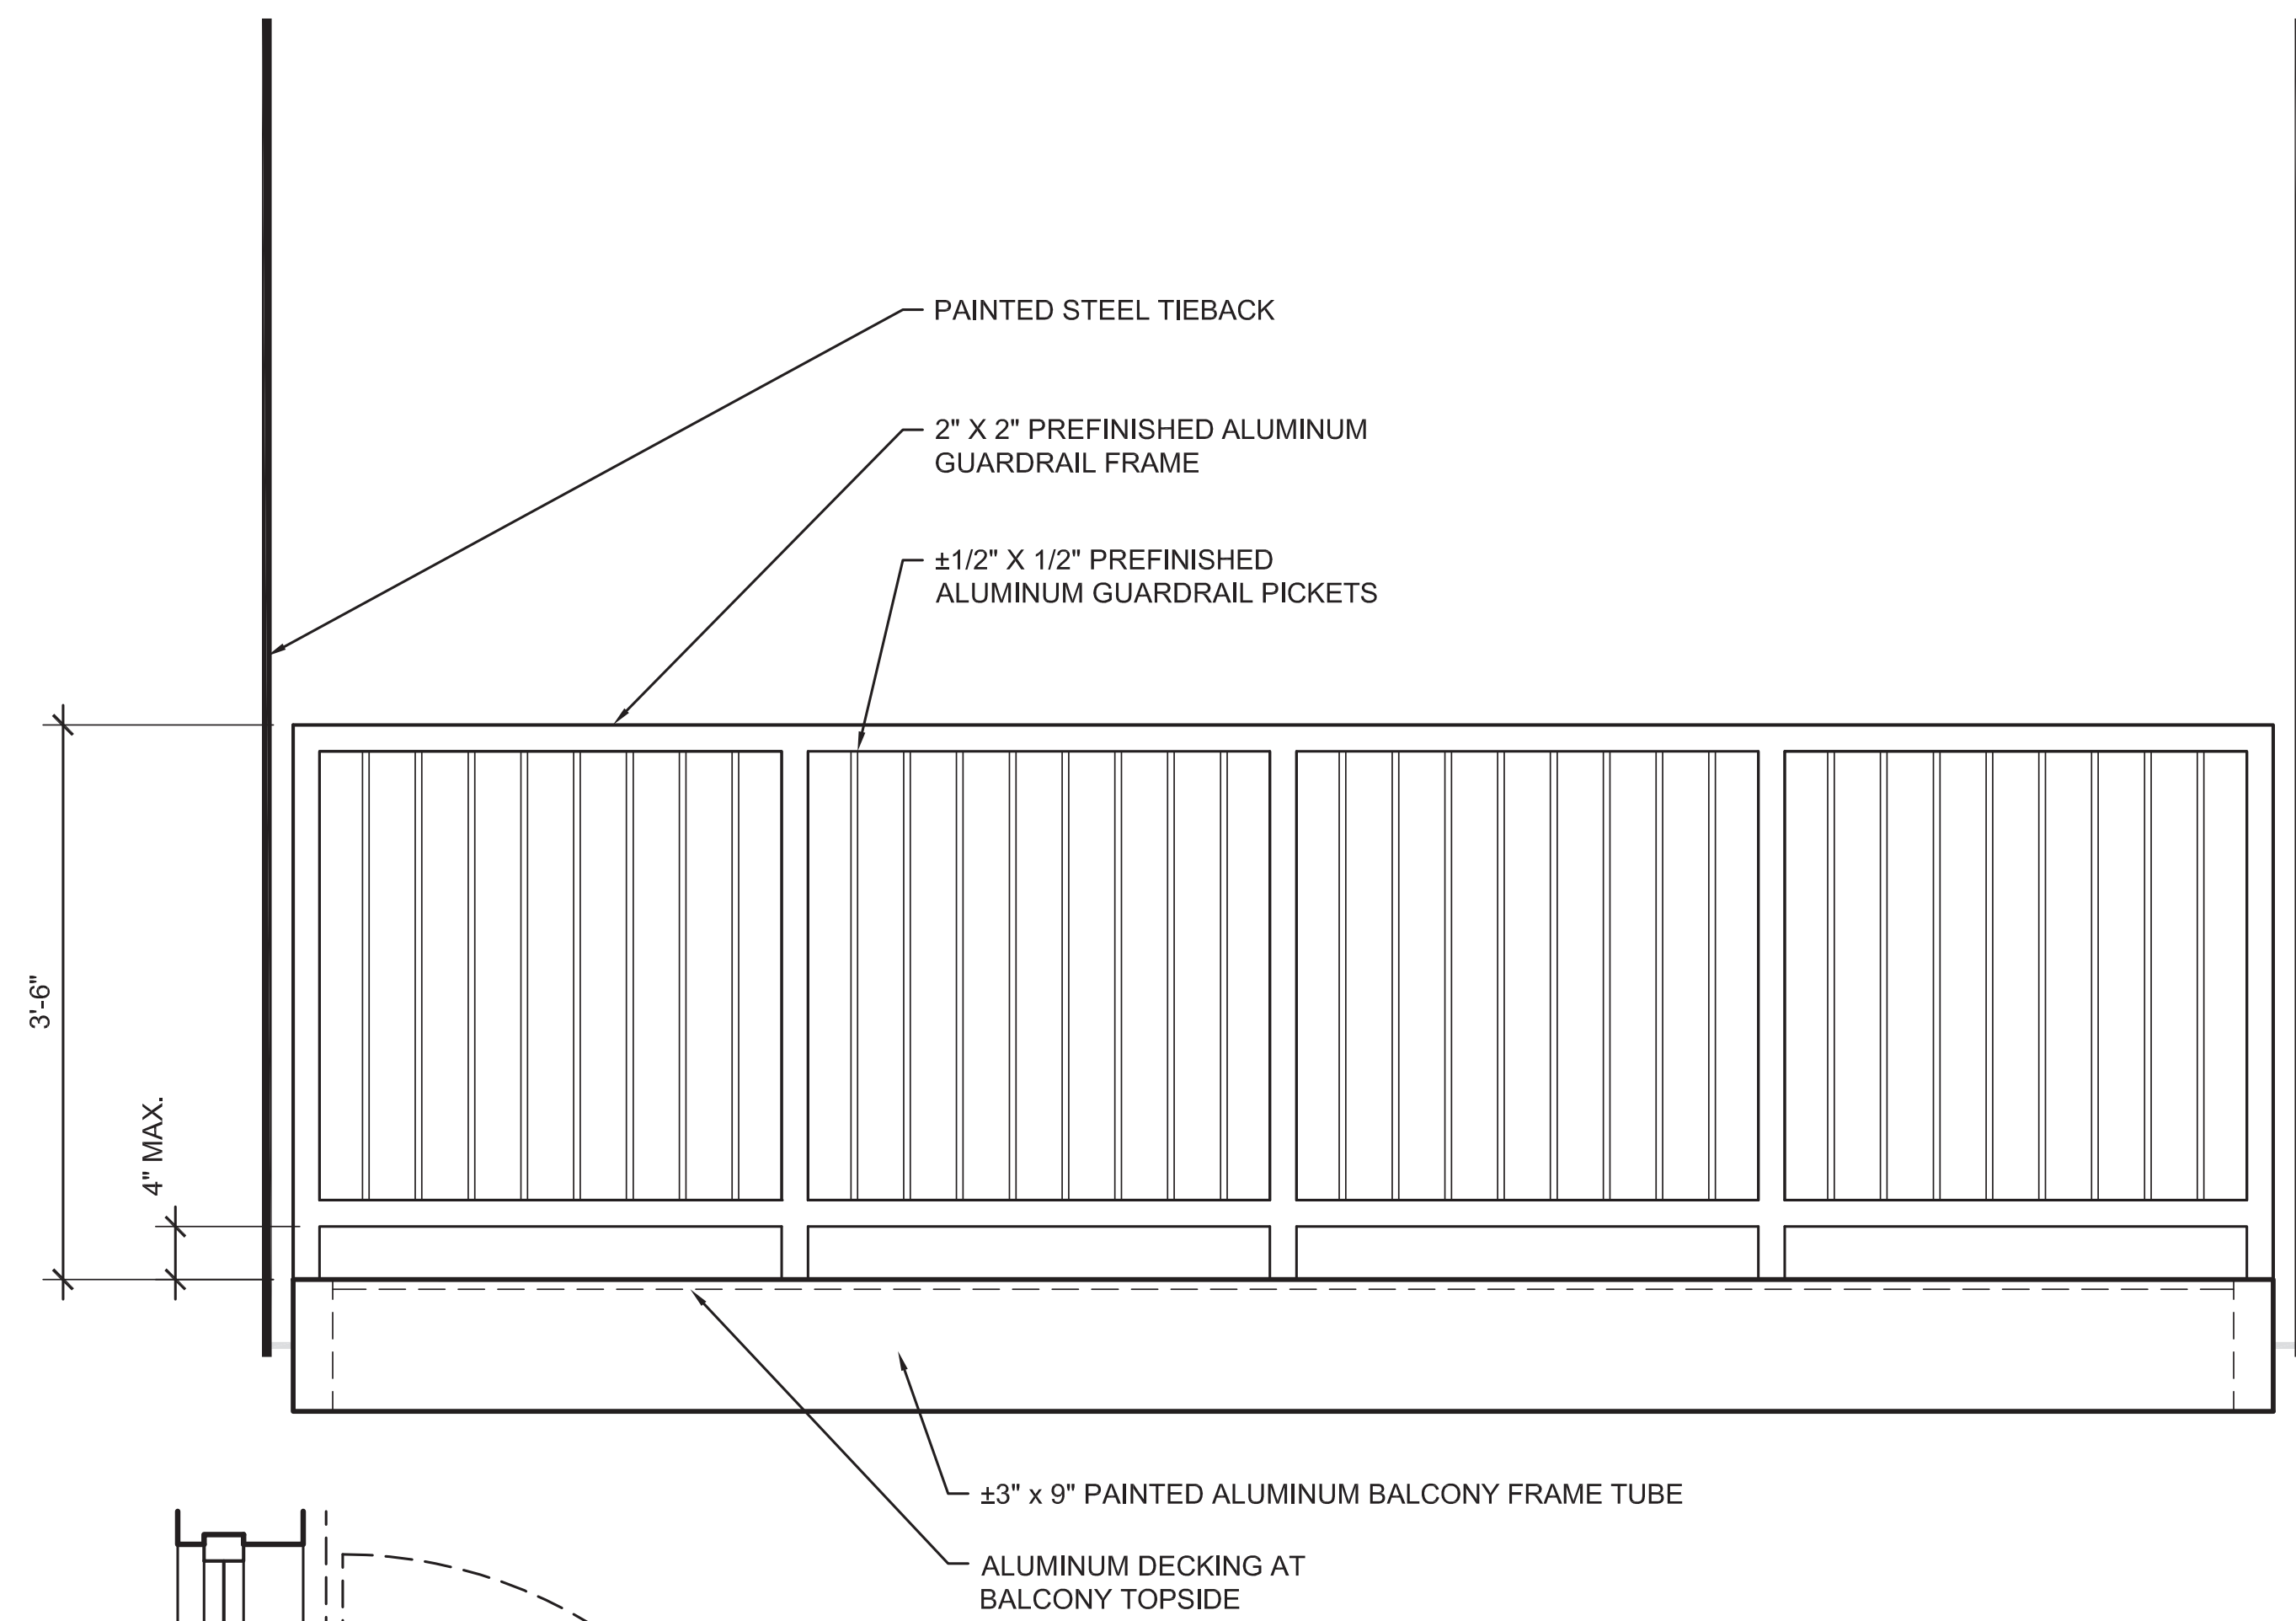 PAINTED STEEL TIEBACK
2" X 2" PREFINISHED ALUMINUM
GUARDRAIL FRAME
±1/2" X 1/2" PREFINISHED
ALUMINUM GUARDRAIL PICKETS
3'-6"
4" MAX.
±3" x 9" PAINTED ALUMINUM BALCONY FRAME TUBE
ALUMINUM DECKING AT
BALCONY TOPSIDE